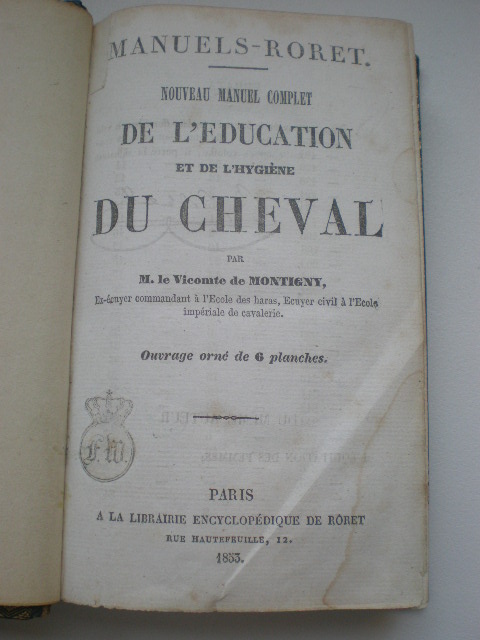 MANUELS-RORET.
NOUVEAU MANUEL COMPLET
DE L'EDUCATION
ET DE L'HYGIÈNE
DU CHEVAL
PAR
M. le Vicomte de MONTIGNY,
Ex-écuyer commandant à l'Ecole des haras, Ecuyer civil à l'Ecole
impériale de cavalerie.
Ouvrage orné de 6 planches.
F.W.
PARIS
A LA LIBRAIRIE ENCYCLOPÉDIQUE DE RORET
RUE HAUTEFEUILLE, 12.
1853.